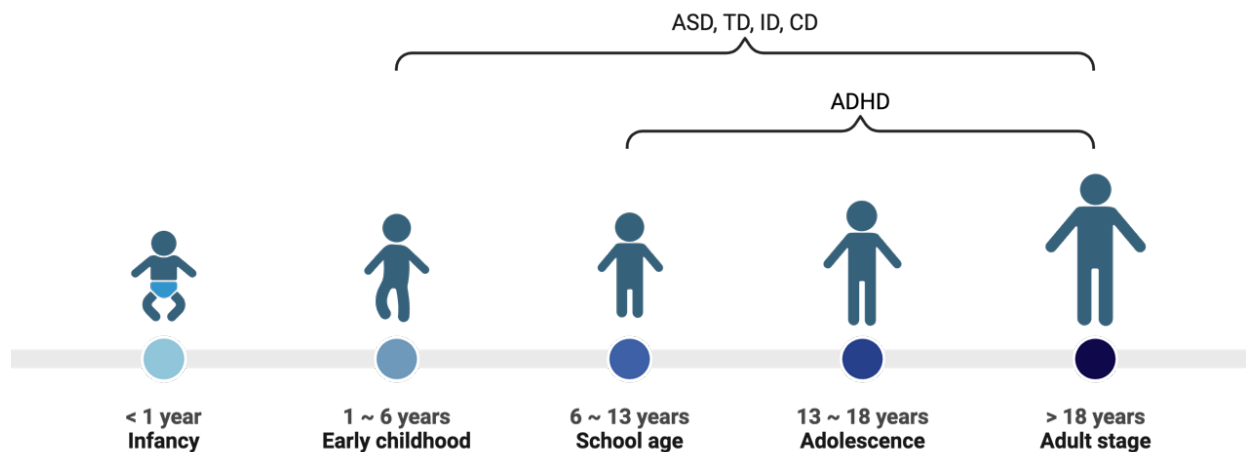 ASD, TD, ID, CD
ADHD
< 1 year
Infancy
1 ~ 6 years
Early childhood
6 ~ 13 years
School age
13 ~ 18 years
Adolescence
> 18 years
Adult stage